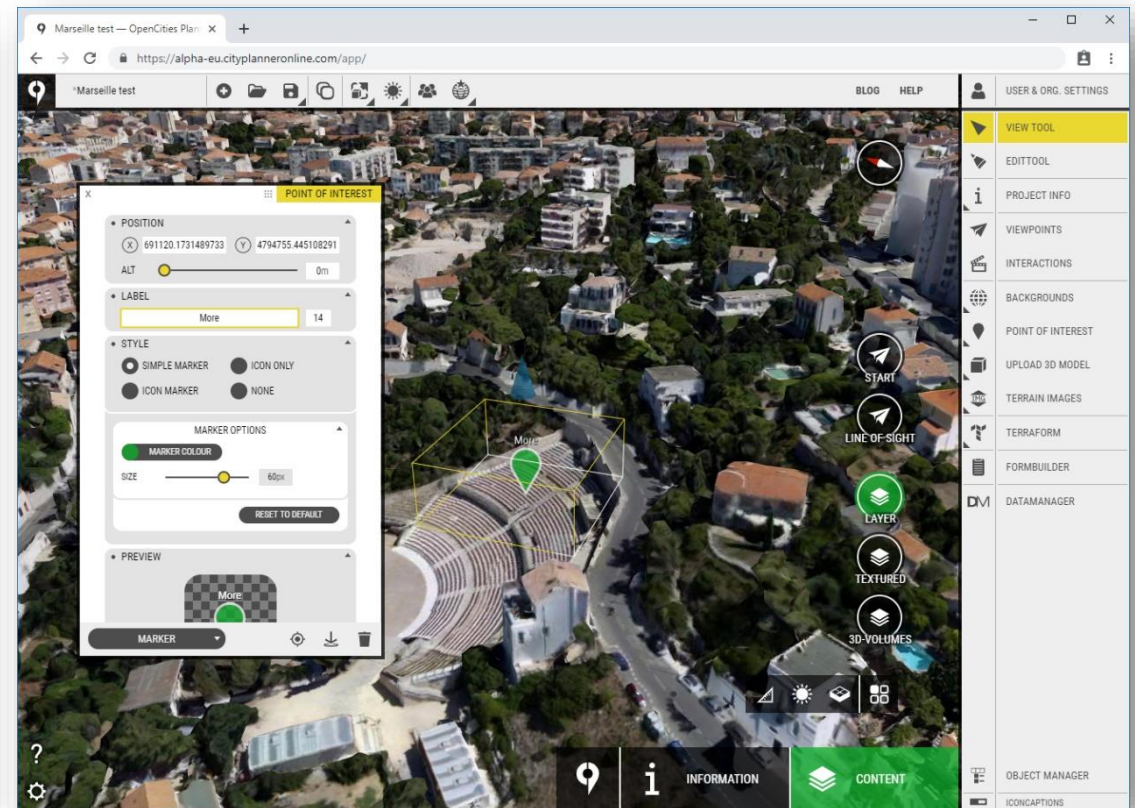 Marseille test — OpenCities Plan
https://alpha-eu.cityplanneronline.com/app/
*Marseille test
BLOG HELP
USER & ORG. SETTINGS
VIEW TOOL
EDITTOOL
PROJECT INFO
VIEWPOINTS
INTERACTIONS
BACKGROUNDS
POINT OF INTEREST
UPLOAD 3D MODEL
TERRAIN IMAGES
TERRAFORM
FORMBUILDER
DM DATAMANAGER
OBJECT MANAGER
ICONCAPTIONS
x POINT OF INTEREST
POSITION
X 691120.1731489733 Y 4794755.445108291
ALT 0m
LABEL
More 14
STYLE
SIMPLE MARKER ICON ONLY
ICON MARKER NONE
MARKER OPTIONS
MARKER COLOUR
SIZE 60px
RESET TO DEFAULT
PREVIEW
More
MARKER
More
START
LINE OF SIGHT
LAYER
TEXTURED
3D-VOLUMES
?
i INFORMATION
CONTENT